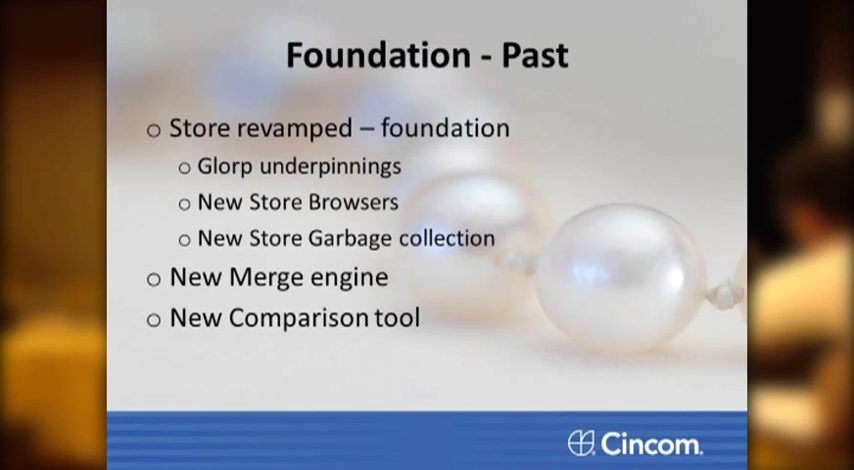 Foundation - Past
o Store revamped – foundation
o Glorp underpinnings
o New Store Browsers
o New Store Garbage collection
o New Merge engine
o New Comparison tool
Cincom.